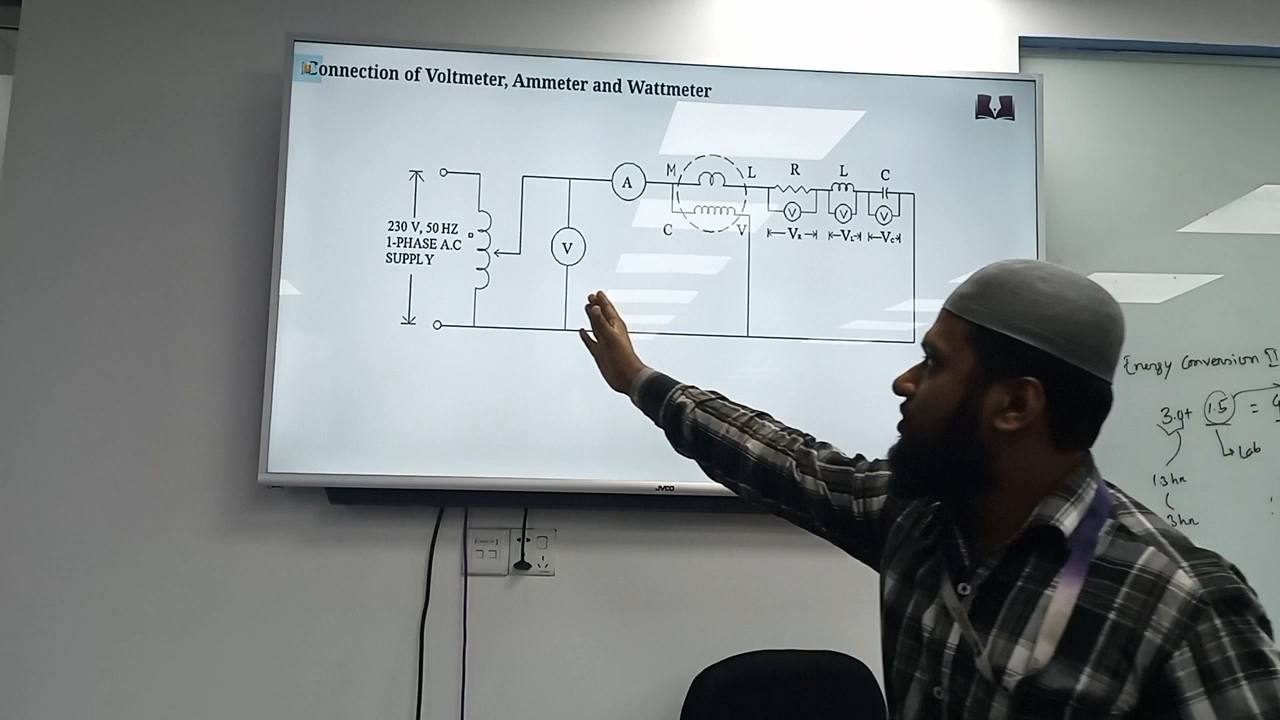 Connection of Voltmeter, Ammeter and Wattmeter
M L R L C
A
230 V, 50 HZ
1-PHASE A.C
SUPPLY
V
C V
V V V
VR VL VC
JVCO
Energy Conversion II
3.0+ 1.5 =
Lab
13hr
3hr